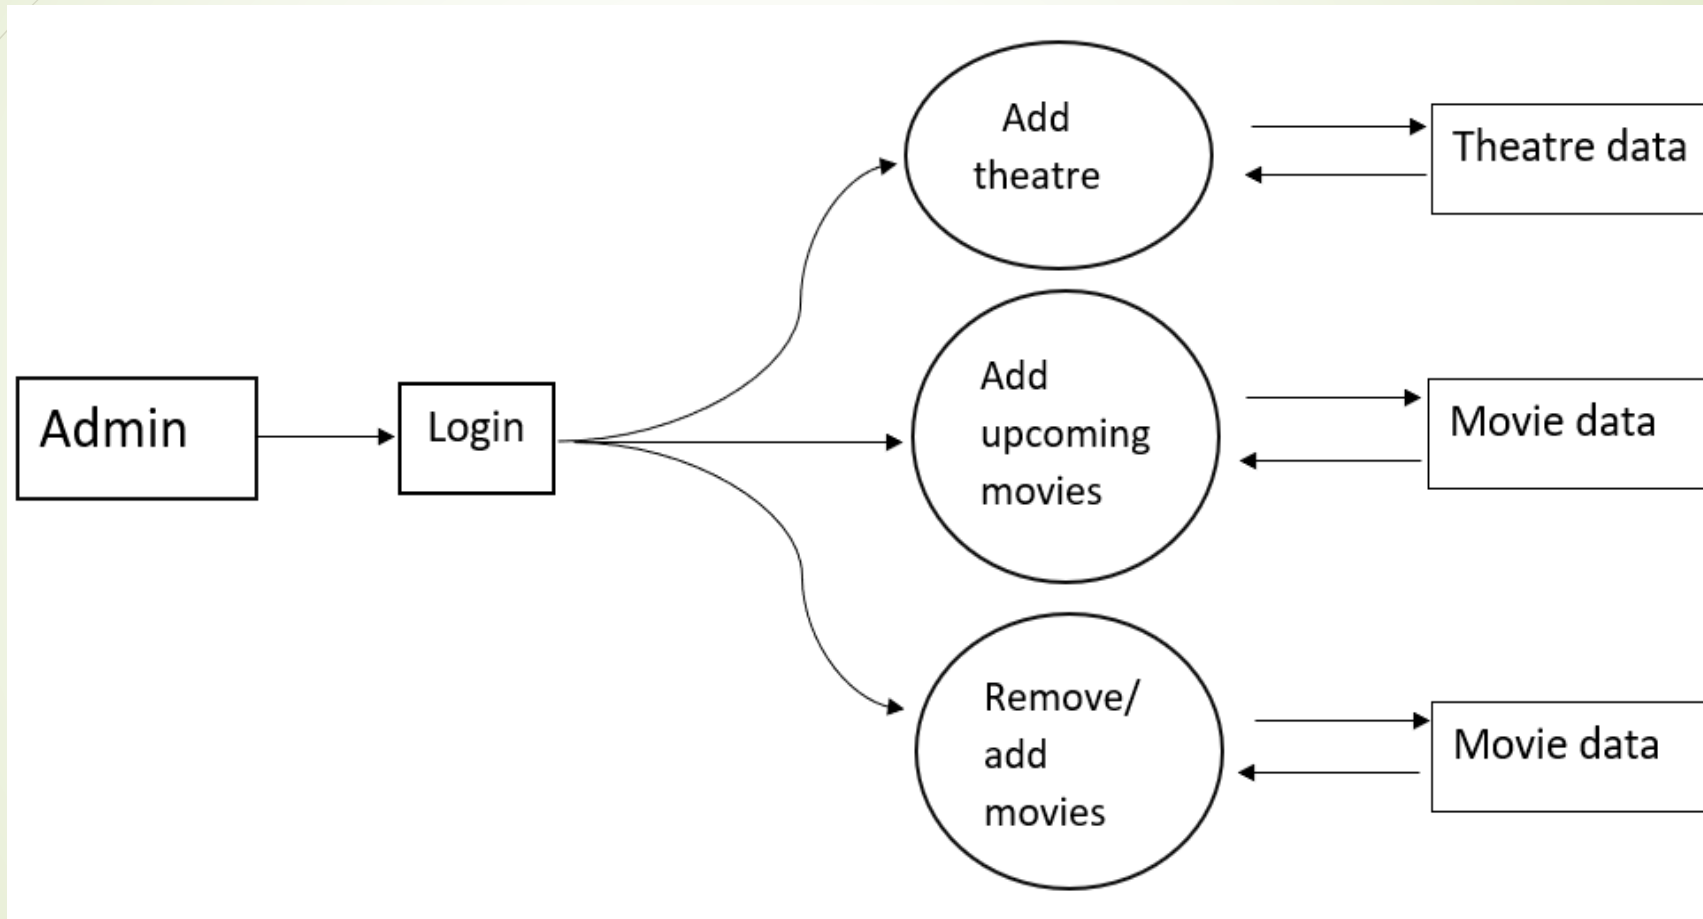 Admin
Login
Add
theatre
Theatre data
Add
upcoming
movies
Movie data
Remove/
add
movies
Movie data